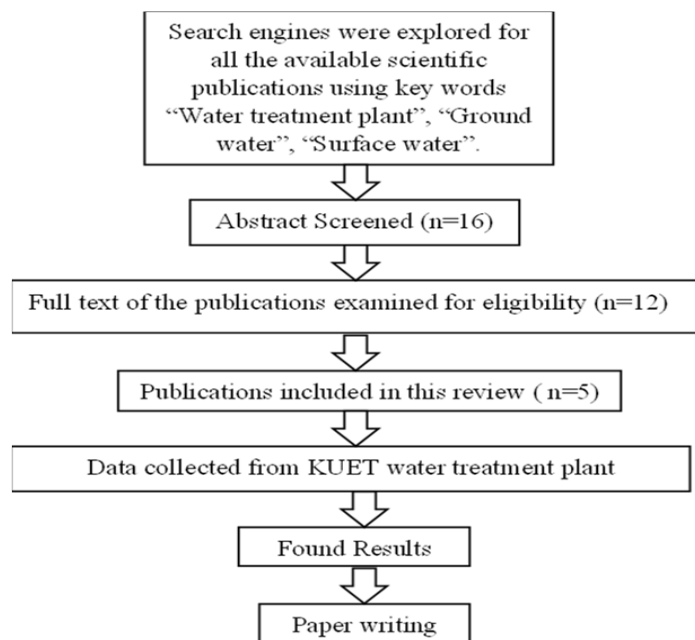 Search engines were explored for
all the available scientific
publications using key words
“Water treatment plant”, “Ground
water”, “Surface water”.
Abstract Screened (n=16)
Full text of the publications examined for eligibility (n=12)
Publications included in this review ( n=5)
Data collected from KUET water treatment plant
Found Results
Paper writing